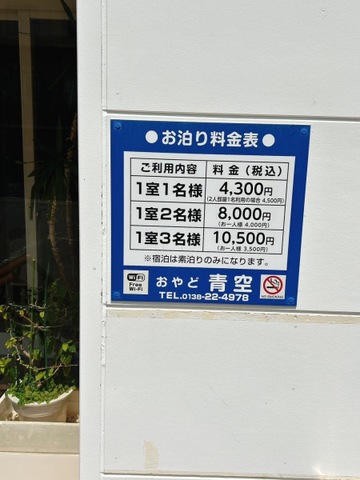 ●お泊り料金表●
ご利用内容 料金（税込）
1室1名様 4,300円
(2人部屋1名利用の場合 4,500円)
1室2名様 8,000円
(お一人様 4,000円)
1室3名様 10,500円
(お一人様 3,500円)
※宿泊は素泊りのみになります。
WiFi
Free
Wi-Fi
おやど 青空
NO SMOKING
TEL.0138-22-4978